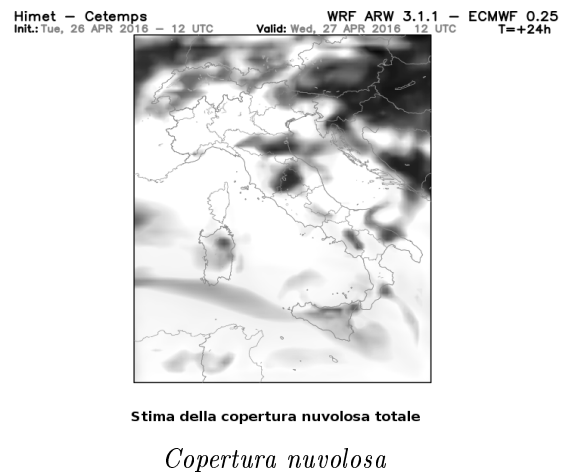 Himet – Cetemps WRF ARW 3.1.1 – ECMWF 0.25
Init.: Tue, 26 APR 2016 – 12 UTC Valid: Wed, 27 APR 2016 12 UTC T=+24h
Stima della copertura nuvolosa totale
Copertura nuvolosa